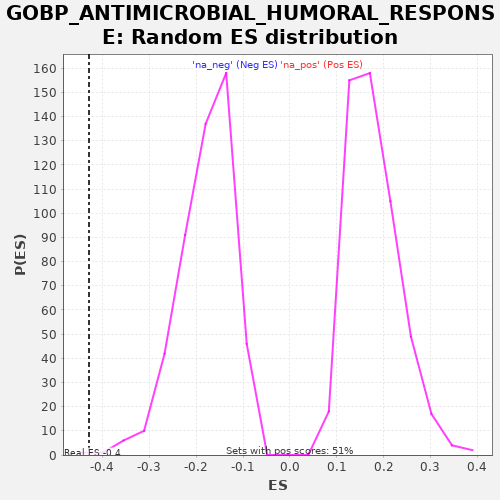 GOBP_ANTIMICROBIAL_HUMORAL_RESPONS
E: Random ES distribution
'na_neg' (Neg ES) 'na_pos' (Pos ES)
160
150
140
130
120
110
100
90
80
70
60
50
40
30
20
10
0
P(ES)
Real ES -0.4
Sets with pos scores: 51%
-0.4 -0.3 -0.2 -0.1 0.0 0.1 0.2 0.3 0.4
ES